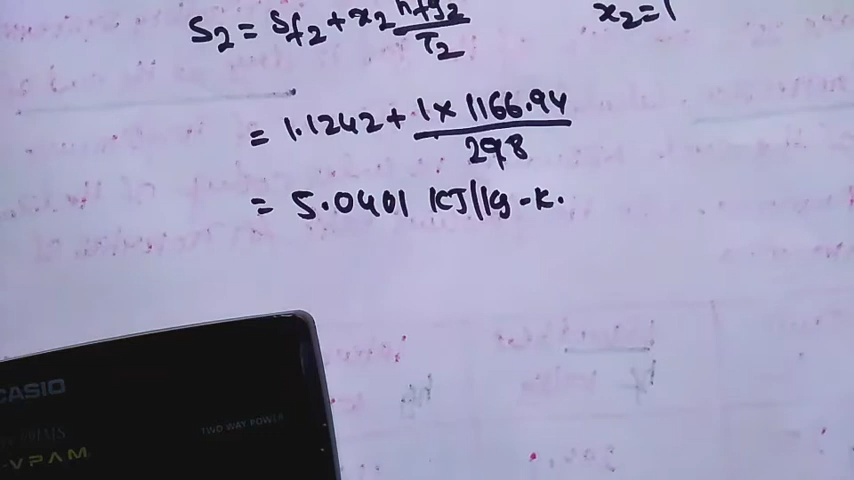 S2 = Sf2 + x2 hfg2/T2
x2=1
= 1.1242 + 1 x 1166.94/298
= 5.0401 KJ/kg-K.
CASIO
TWO WAY POWER
-VPAM